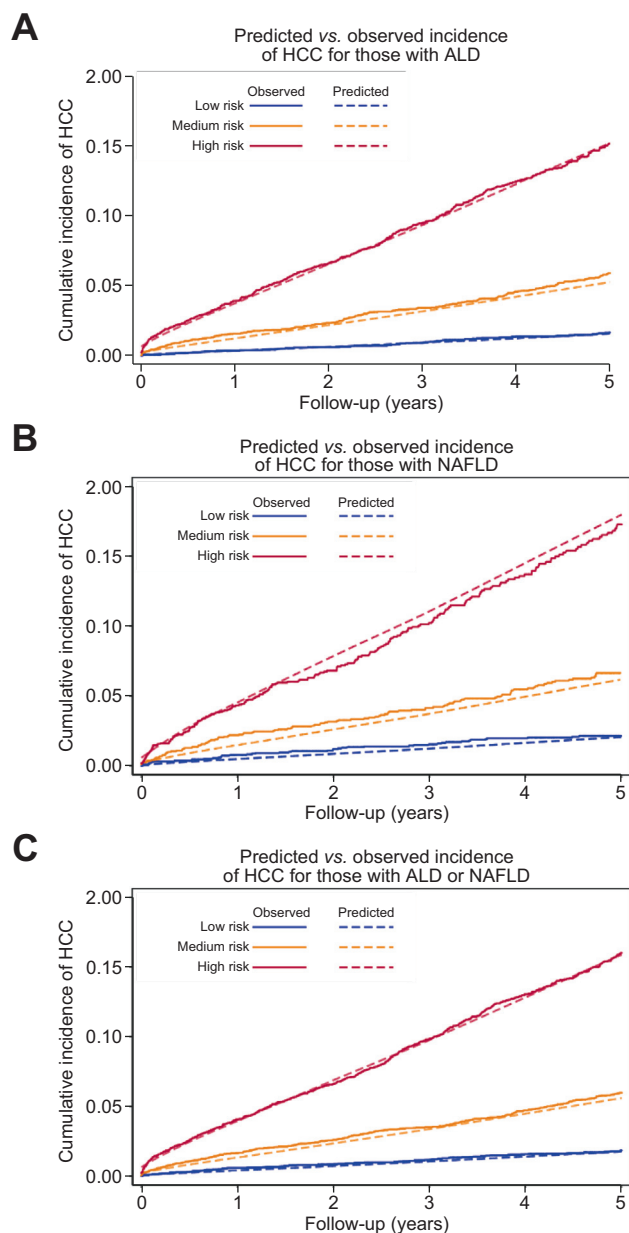 A
Predicted vs. observed incidence
of HCC for those with ALD
2.00
0.15
0.10
0.05
0.00
Cumulative incidence of HCC
Observed Predicted
Low risk
Medium risk
High risk
0 1 2 3 4 5
Follow-up (years)
B
Predicted vs. observed incidence
of HCC for those with NAFLD
2.00
0.15
0.10
0.05
0.00
Cumulative incidence of HCC
Observed Predicted
Low risk
Medium risk
High risk
0 1 2 3 4 5
Follow-up (years)
C
Predicted vs. observed incidence
of HCC for those with ALD or NAFLD
2.00
0.15
0.10
0.05
0.00
Cumulative incidence of HCC
Observed Predicted
Low risk
Medium risk
High risk
0 1 2 3 4 5
Follow-up (years)